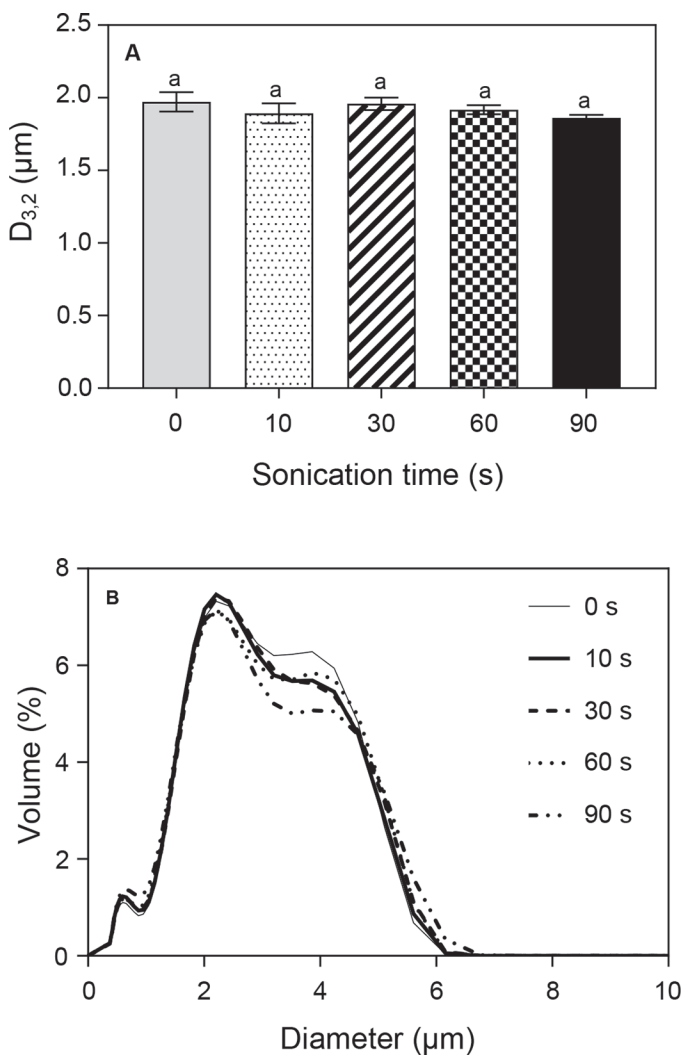 2.5
A
a
a
a
a
a
2.0
1.5
1.0
0.5
0.0
D3,2 (μm)
0 10 30 60 90
Sonication time (s)
8
B
6
4
2
0
Volume (%)
0 s
10 s
30 s
60 s
90 s
0 2 4 6 8 10
Diameter (μm)